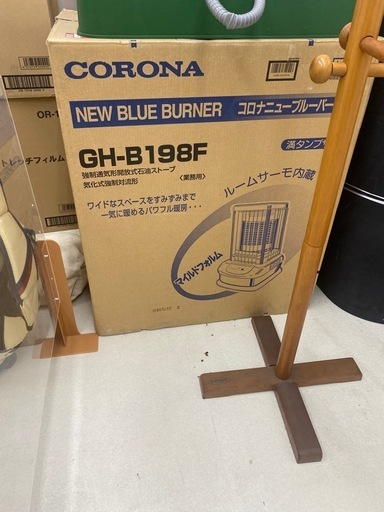 CORONA
NEW BLUE BURNER コロナニューブルーバー
GH-B198F
満タンブ
強制通気形開放式石油ストーブ
気化式強制対流形 〈業務用〉
ルームサーモ内蔵
ワイドなスペースをすみずみまで
一気に暖めるパワフル暖房・・・
マイルドフォルム
OR-1
レッチフィルム